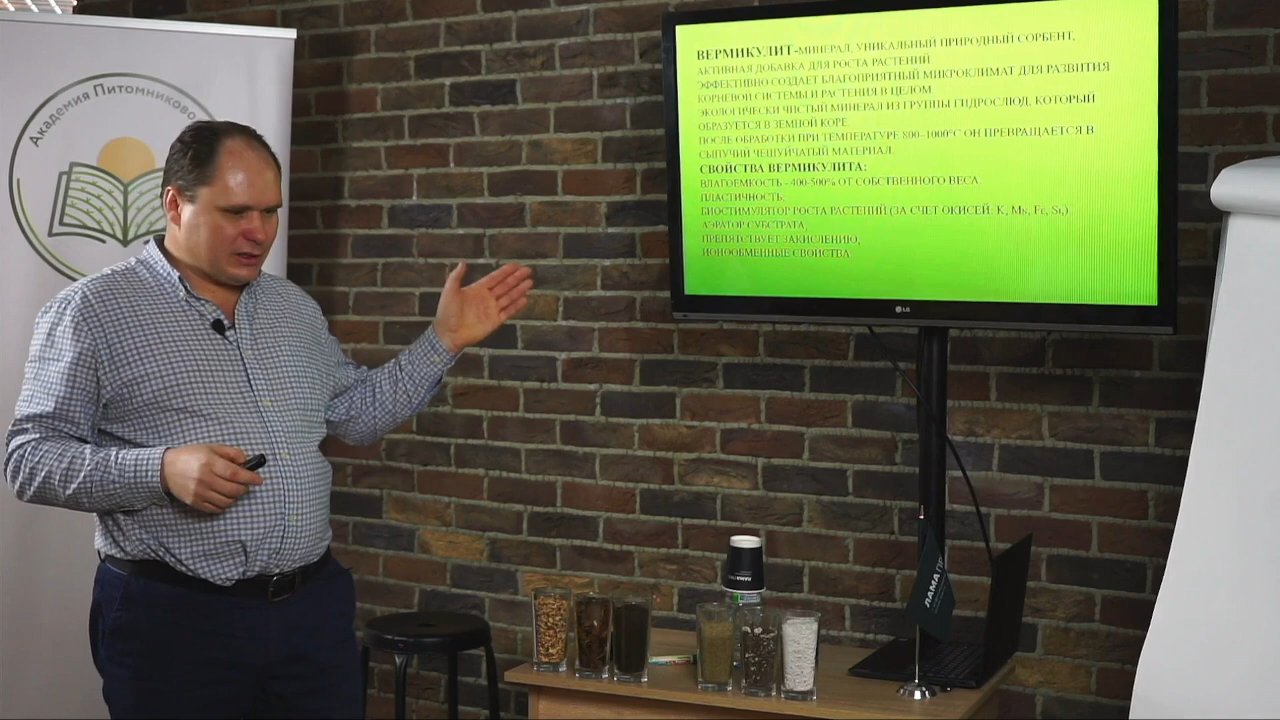 Академия Питомниково
ВЕРМИКУЛИТ-МИНЕРАЛ, УНИКАЛЬНЫЙ ПРИРОДНЫЙ СОРБЕНТ,
АКТИВНАЯ ДОБАВКА ДЛЯ РОСТА РАСТЕНИЙ
ЭФФЕКТИВНО СОЗДАЕТ БЛАГОПРИЯТНЫЙ МИКРОКЛИМАТ ДЛЯ РАЗВИТИЯ
КОРНЕВОЙ СИСТЕМЫ И РАСТЕНИЯ В ЦЕЛОМ.
ЭКОЛОГИЧЕСКИ ЧИСТЫЙ МИНЕРАЛ ИЗ ГРУППЫ ГИДРОСЛЮД, КОТОРЫЙ
ОБРАЗУЕТСЯ В ЗЕМНОЙ КОРЕ.
ПОСЛЕ ОБРАБОТКИ ПРИ ТЕМПЕРАТУРЕ 800-1000°С ОН ПРЕВРАЩАЕТСЯ В
СЫПУЧИЙ ЧЕШУЙЧАТЫЙ МАТЕРИАЛ.
СВОЙСТВА ВЕРМИКУЛИТА:
ВЛАГОЕМКОСТЬ - 400-500% ОТ СОБСТВЕННОГО ВЕСА.
ПЛАСТИЧНОСТЬ,
БИОСТИМУЛЯТОР РОСТА РАСТЕНИЙ (ЗА СЧЕТ ОКИСЕЙ: K, Mg, Fe, Si,)
АЭРАТОР СУБСТРАТА,
ПРЕПЯТСТВУЕТ ЗАКИСЛЕНИЮ,
ИОНООБМЕННЫЕ СВОЙСТВА
LG
ЛАМА